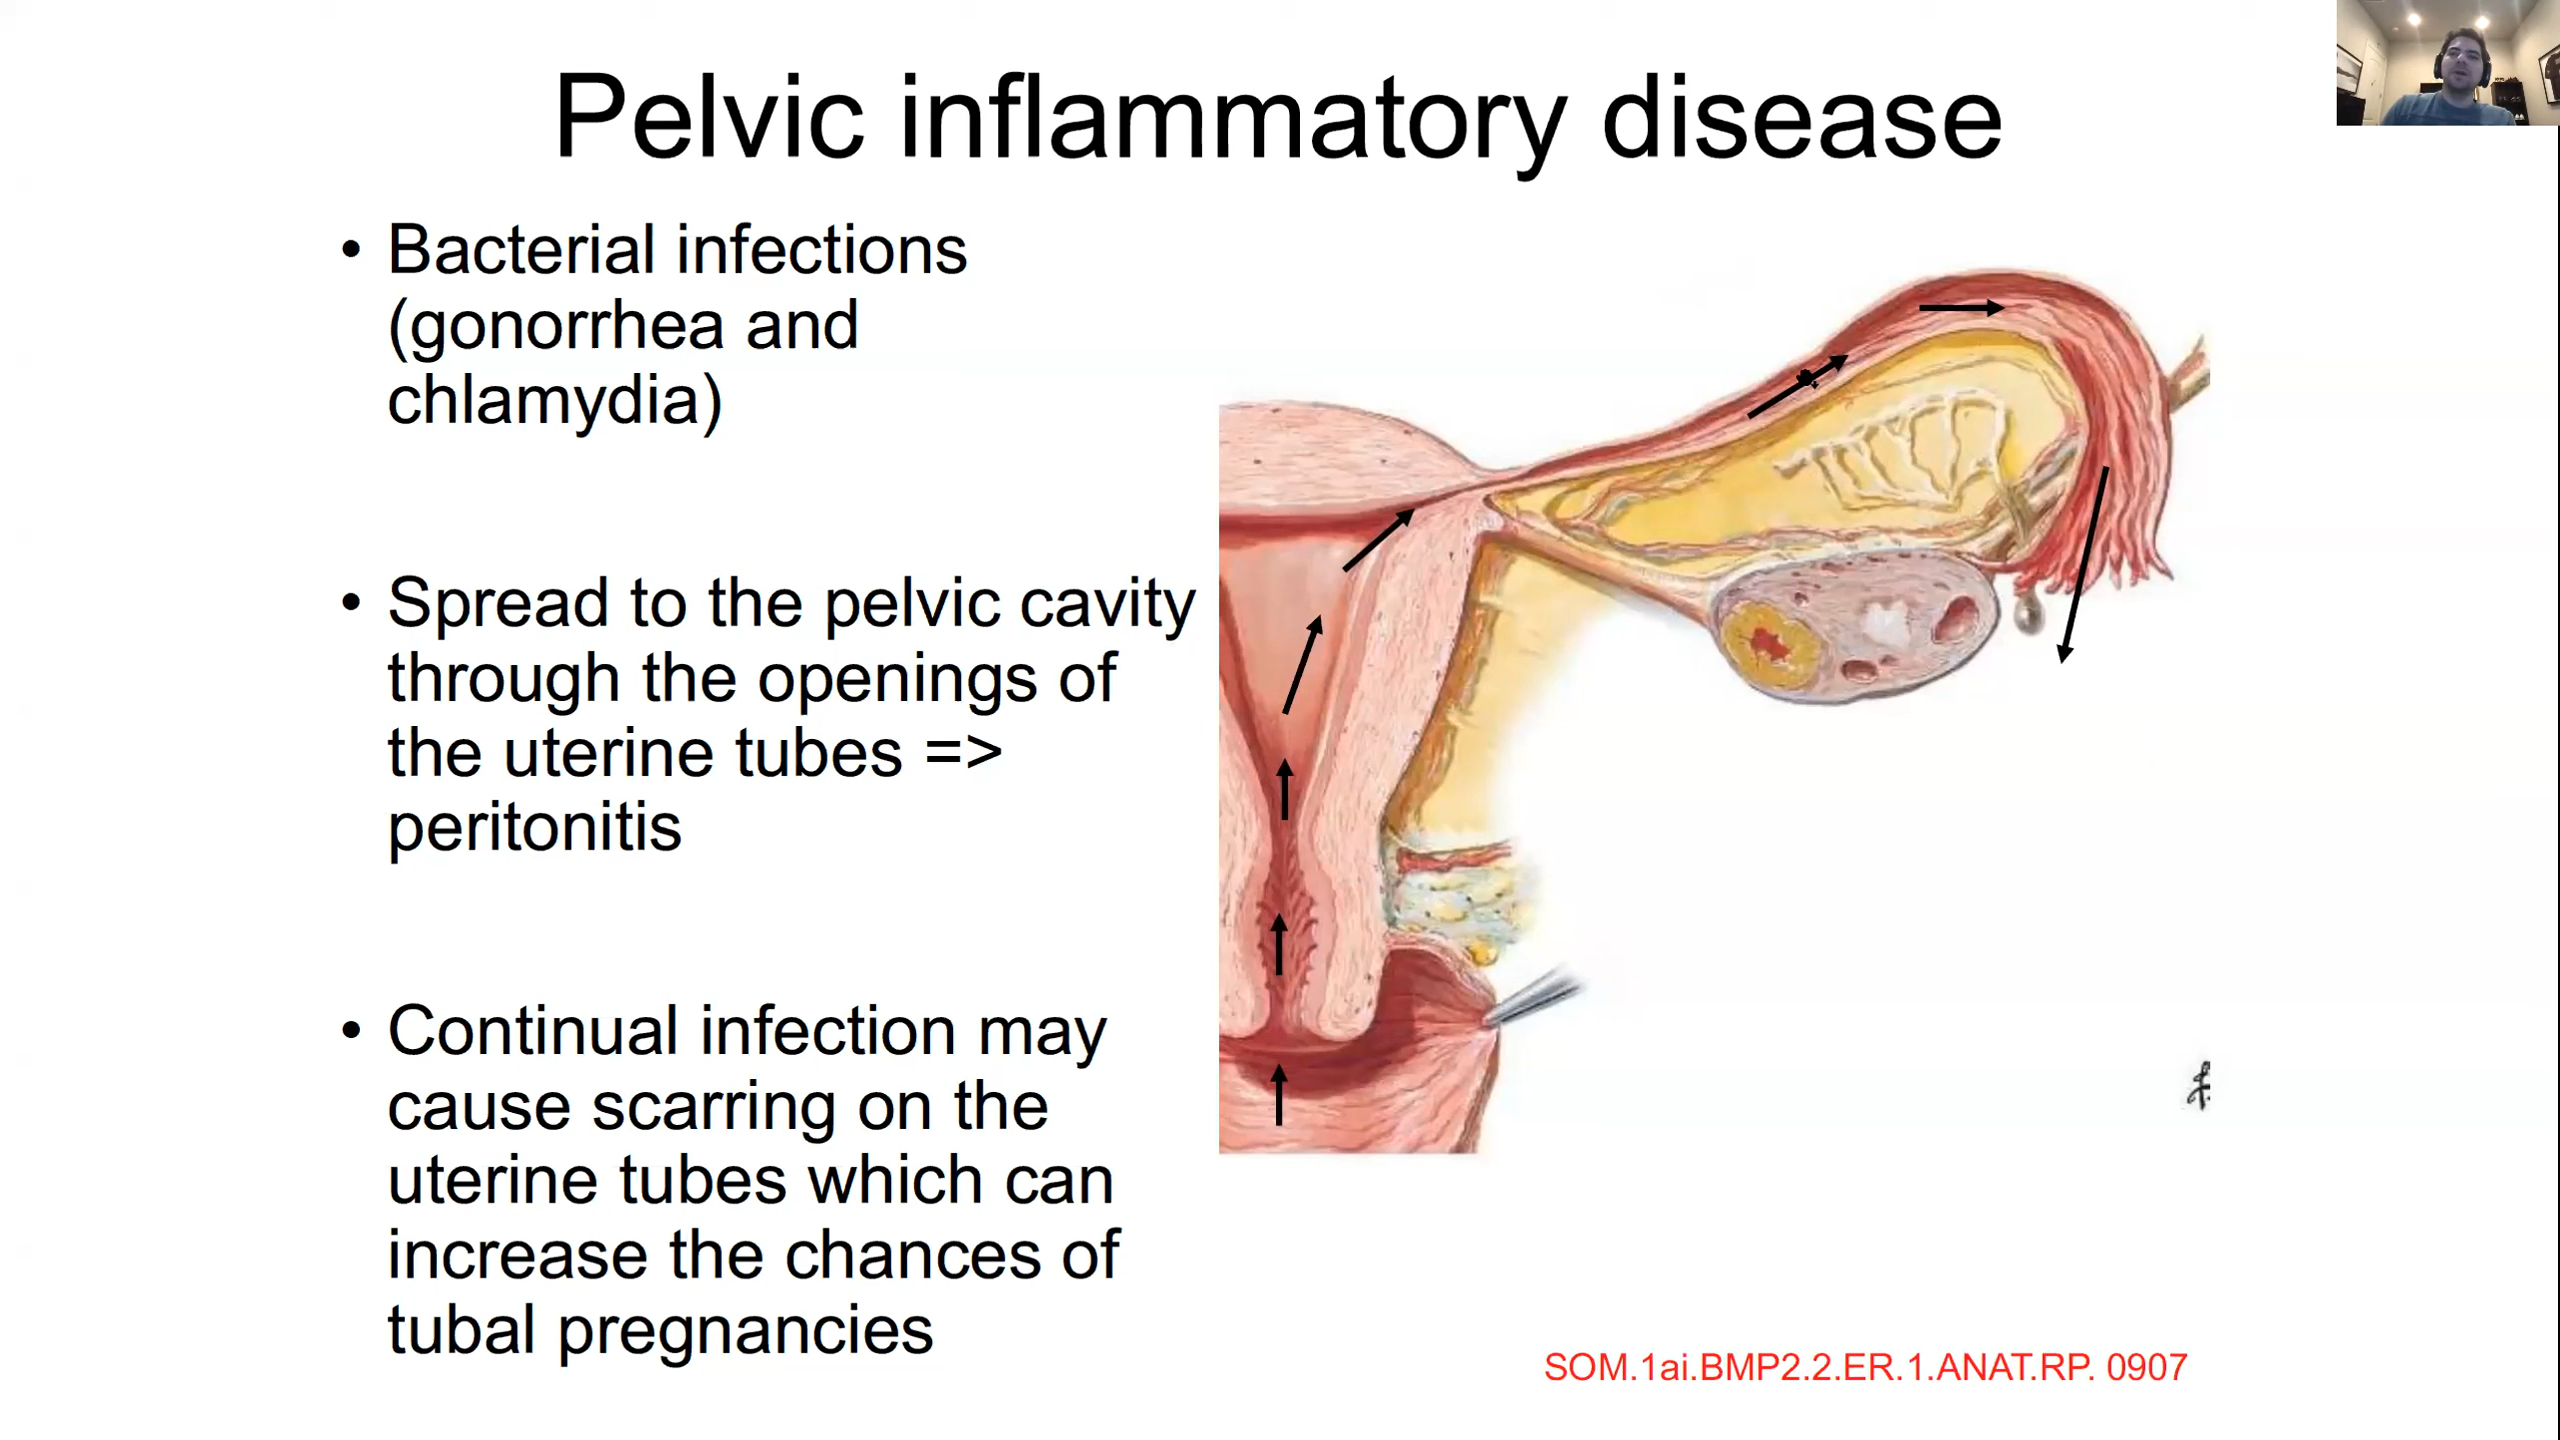 Pelvic inflammatory disease
• Bacterial infections
(gonorrhea and
chlamydia)
• Spread to the pelvic cavity
through the openings of
the uterine tubes =>
peritonitis
• Continual infection may
cause scarring on the
uterine tubes which can
increase the chances of
tubal pregnancies
SOM.1ai.BMP2.2.ER.1.ANAT.RP. 0907